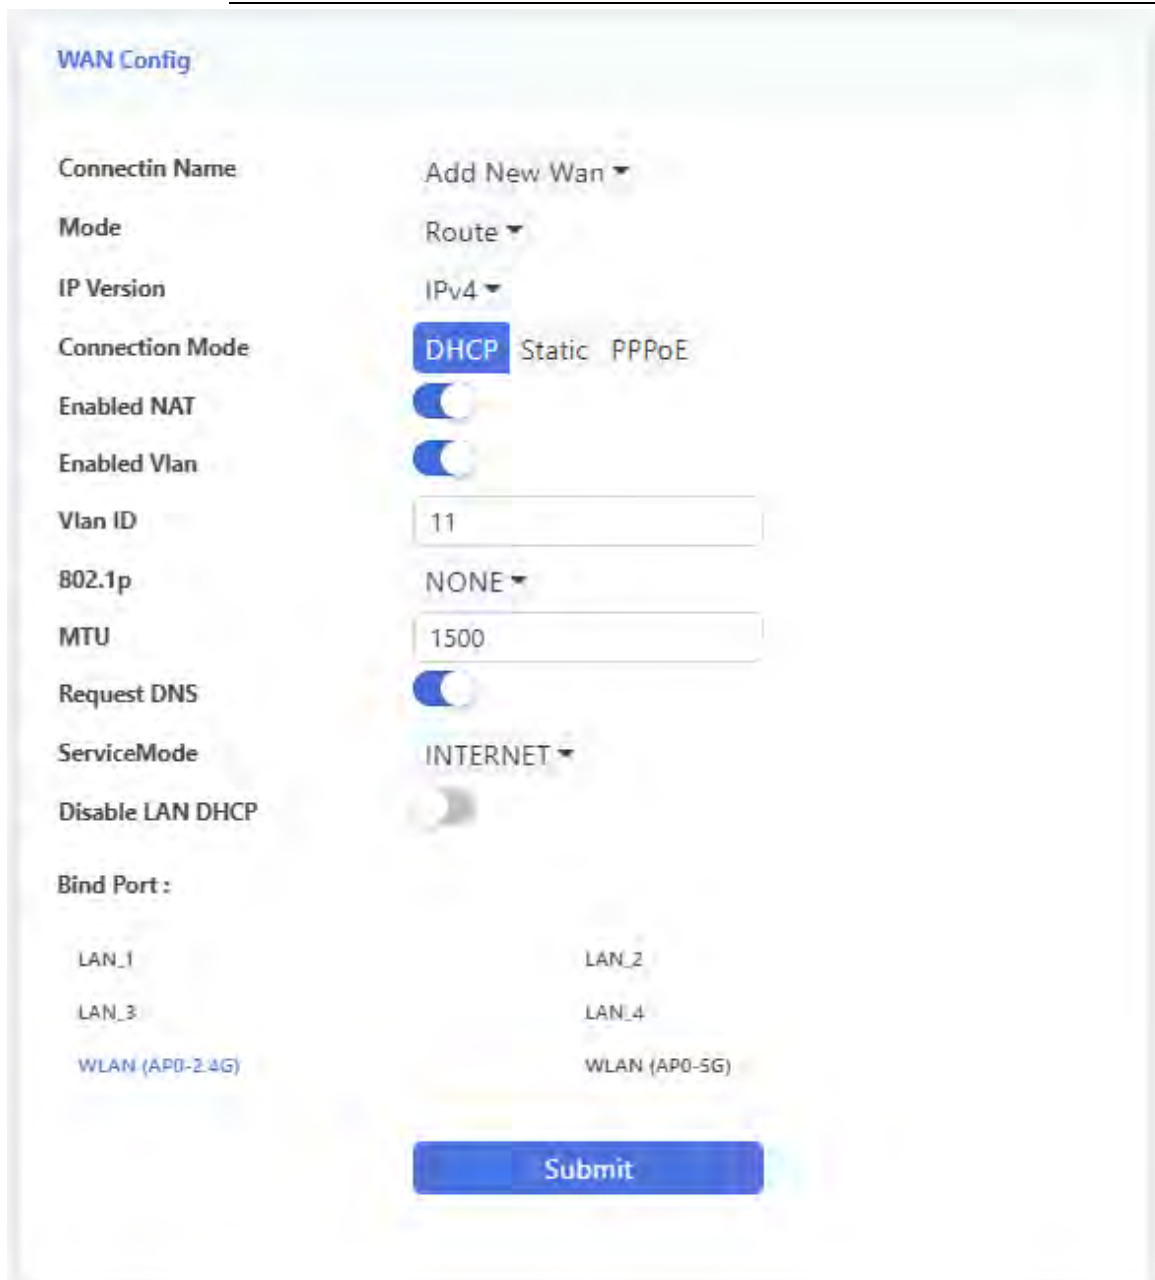 WAN Config
Connectin Name Add New Wan
Mode Route
IP Version IPv4
Connection Mode DHCP Static PPPoE
Enabled NAT
Enabled Vlan
Vlan ID 11
802.1p NONE
MTU 1500
Request DNS
ServiceMode INTERNET
Disable LAN DHCP
Bind Port :
LAN_1 LAN_2
LAN_3 LAN_4
WLAN (AP0-2.4G) WLAN (AP0-5G)
Submit